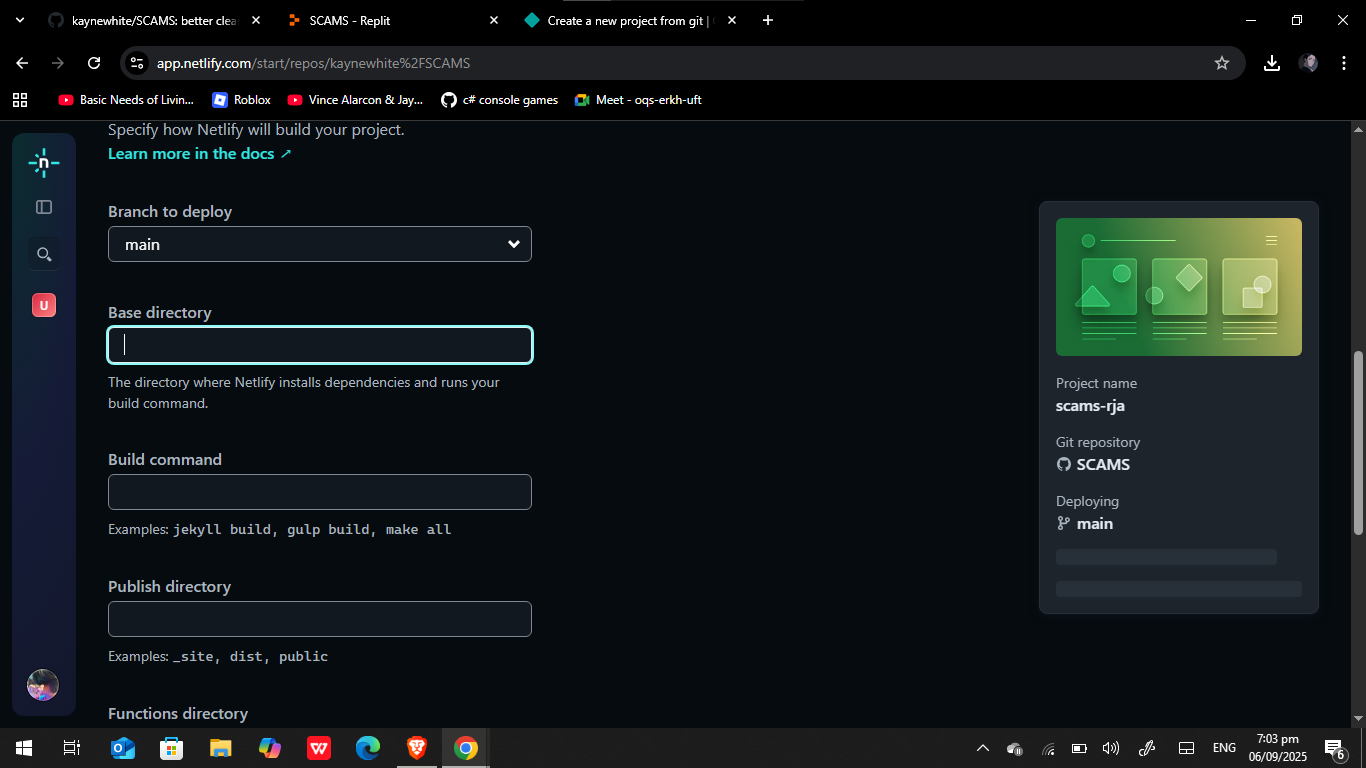 kaynewhite/SCAMS: better clea
SCAMS - Replit
Create a new project from git |
app.netlify.com/start/repos/kaynewhite%2FSCAMS
Basic Needs of Livin...
Roblox
Vince Alarcon & Jay...
c# console games
Meet - oqs-erkh-uft
Specify how Netlify will build your project.
Learn more in the docs ↗
Branch to deploy
main
Base directory
The directory where Netlify installs dependencies and runs your
build command.
Build command
Examples: jekyll build, gulp build, make all
Publish directory
Examples: _site, dist, public
Functions directory
U
Project name
scams-rja
Git repository
SCAMS
Deploying
main
ENG
7:03 pm
06/09/2025
6